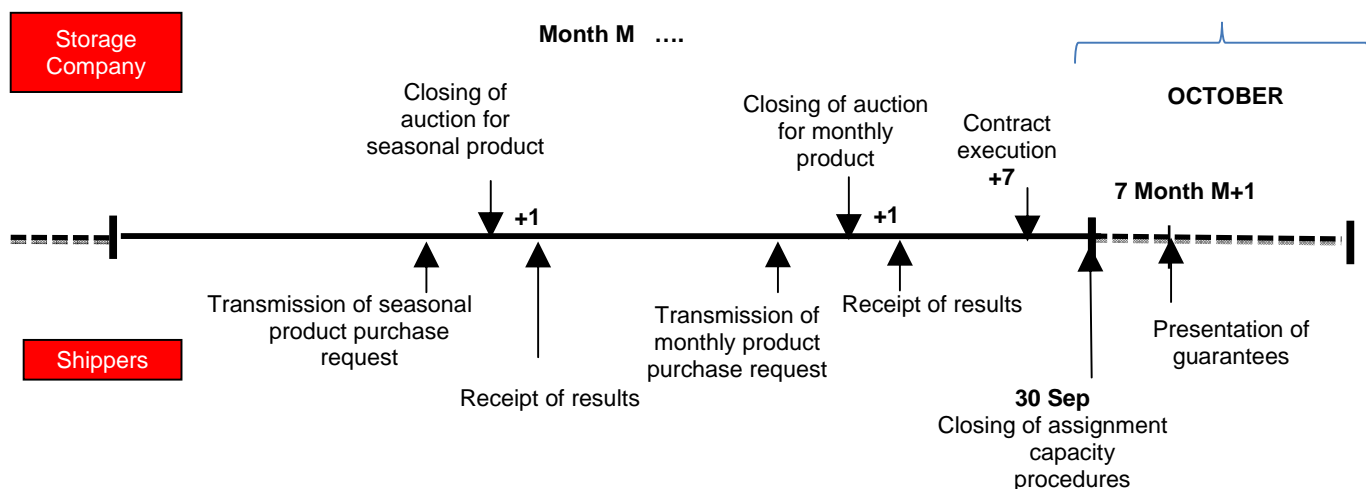 Storage
Company
Month M ….
OCTOBER
Closing of
auction for
seasonal product
Closing of auction
for monthly
product
Contract
execution
+7
7 Month M+1
+1
+1
Transmission of seasonal
product purchase
request
Receipt of results
Transmission of
monthly product
purchase request
Receipt of results
Presentation of
guarantees
Shippers
30 Sep
Closing of assignment
capacity
procedures